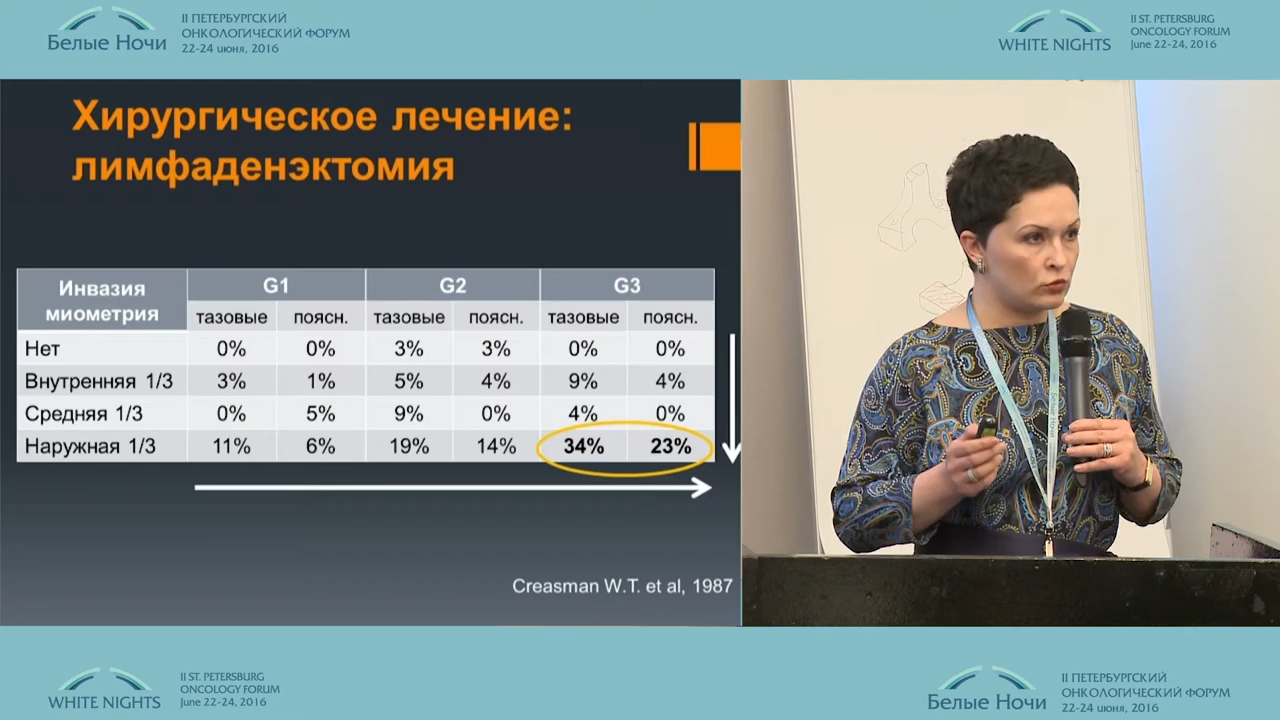 Белые Ночи
II ПЕТЕРБУРГСКИЙ
ОНКОЛОГИЧЕСКИЙ ФОРУМ
22-24 июня, 2016
WHITE NIGHTS
II ST. PETERSBURG
ONCOLOGY FORUM
June 22-24, 2016
Хирургическое лечение:
лимфаденэктомия
Инвазия миометрия G1 G2 G3
тазовые поясн. тазовые поясн. тазовые поясн.
Нет 0% 0% 3% 3% 0% 0%
Внутренняя 1/3 3% 1% 5% 4% 9% 4%
Средняя 1/3 0% 5% 9% 0% 4% 0%
Наружная 1/3 11% 6% 19% 14% 34% 23%
Creasman W.T. et al, 1987
WHITE NIGHTS
II ST. PETERSBURG
ONCOLOGY FORUM
June 22-24, 2016
Белые Ночи
II ПЕТЕРБУРГСКИЙ
ОНКОЛОГИЧЕСКИЙ ФОРУМ
22-24 июня, 2016